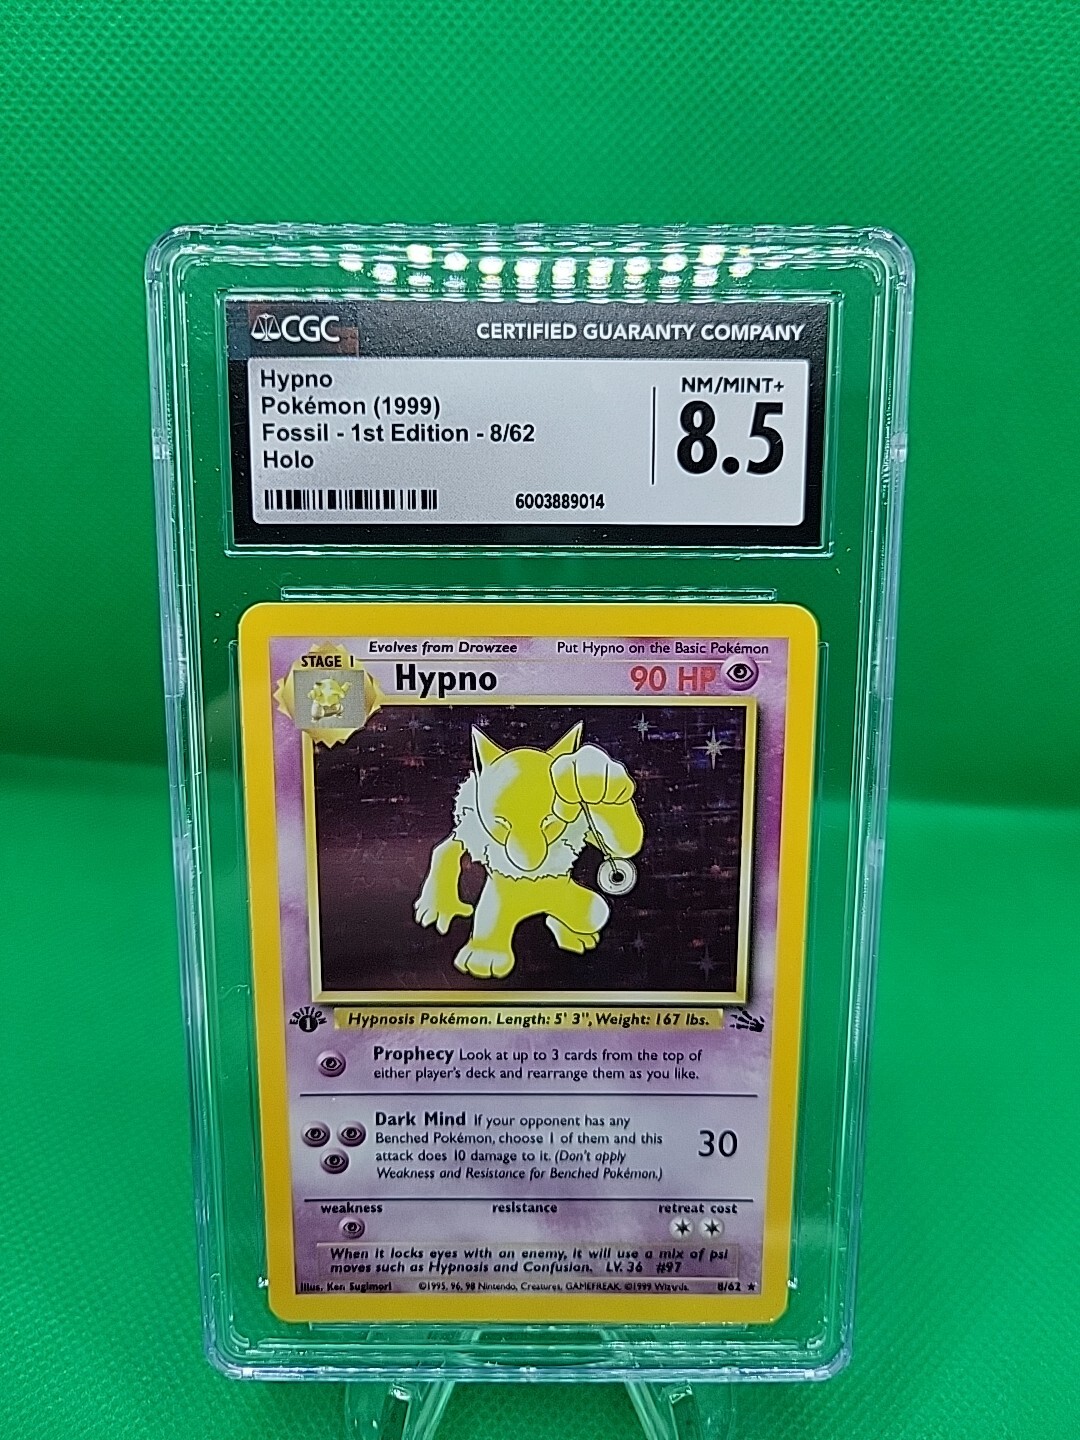 CGC
CERTIFIED GUARANTY COMPANY
Hypno
Pokémon (1999)
Fossil - 1st Edition - 8/62
Holo
NM/MINT+
8.5
6003889014
Evolves from Drowzee
Put Hypno on the Basic Pokémon
STAGE 1
Hypno
90 HP
EDITION
1
Hypnosis Pokémon. Length: 5' 3", Weight: 167 lbs.
Prophecy Look at up to 3 cards from the top of
either player's deck and rearrange them as you like.
Dark Mind If your opponent has any
Benched Pokémon, choose 1 of them and this
attack does 10 damage to it. (Don't apply
Weakness and Resistance for Benched Pokémon.)
30
weakness
resistance
retreat cost
When it locks eyes with an enemy, it will use a mix of psi
moves such as Hypnosis and Confusion. LV. 36 #97
Illus. Ken Sugimori
©1995, 96, 98 Nintendo, Creatures, GAMEFREAK. ©1999 Wizards.
8/62 ★